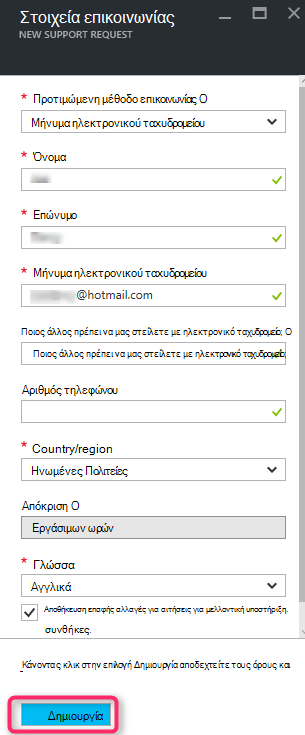 Στοιχεία επικοινωνίας
NEW SUPPORT REQUEST
* Προτιμώμενη μέθοδο επικοινωνίας Ο
Μήνυμα ηλεκτρονικού ταχυδρομείου
* Όνομα
* Επώνυμο
* Μήνυμα ηλεκτρονικού ταχυδρομείου
@hotmail.com
Ποιος άλλος πρέπει να μας στείλετε με ηλεκτρονικό ταχυδρομείο; Ο
Ποιος άλλος πρέπει να μας στείλετε με ηλεκτρονικό ταχυδρομείο;
Αριθμός τηλεφώνου
* Country/region
Ηνωμένες Πολιτείες
Απόκριση Ο
Εργάσιμων ωρών
* Γλώσσα
Αγγλικά
Αποθήκευση επαφής αλλαγές για αιτήσεις για μελλοντική υποστήριξη.
συνθήκες.
Κάνοντας κλικ στην επιλογή Δημιουργία αποδεχτείτε τους όρους και
Δημιουργία